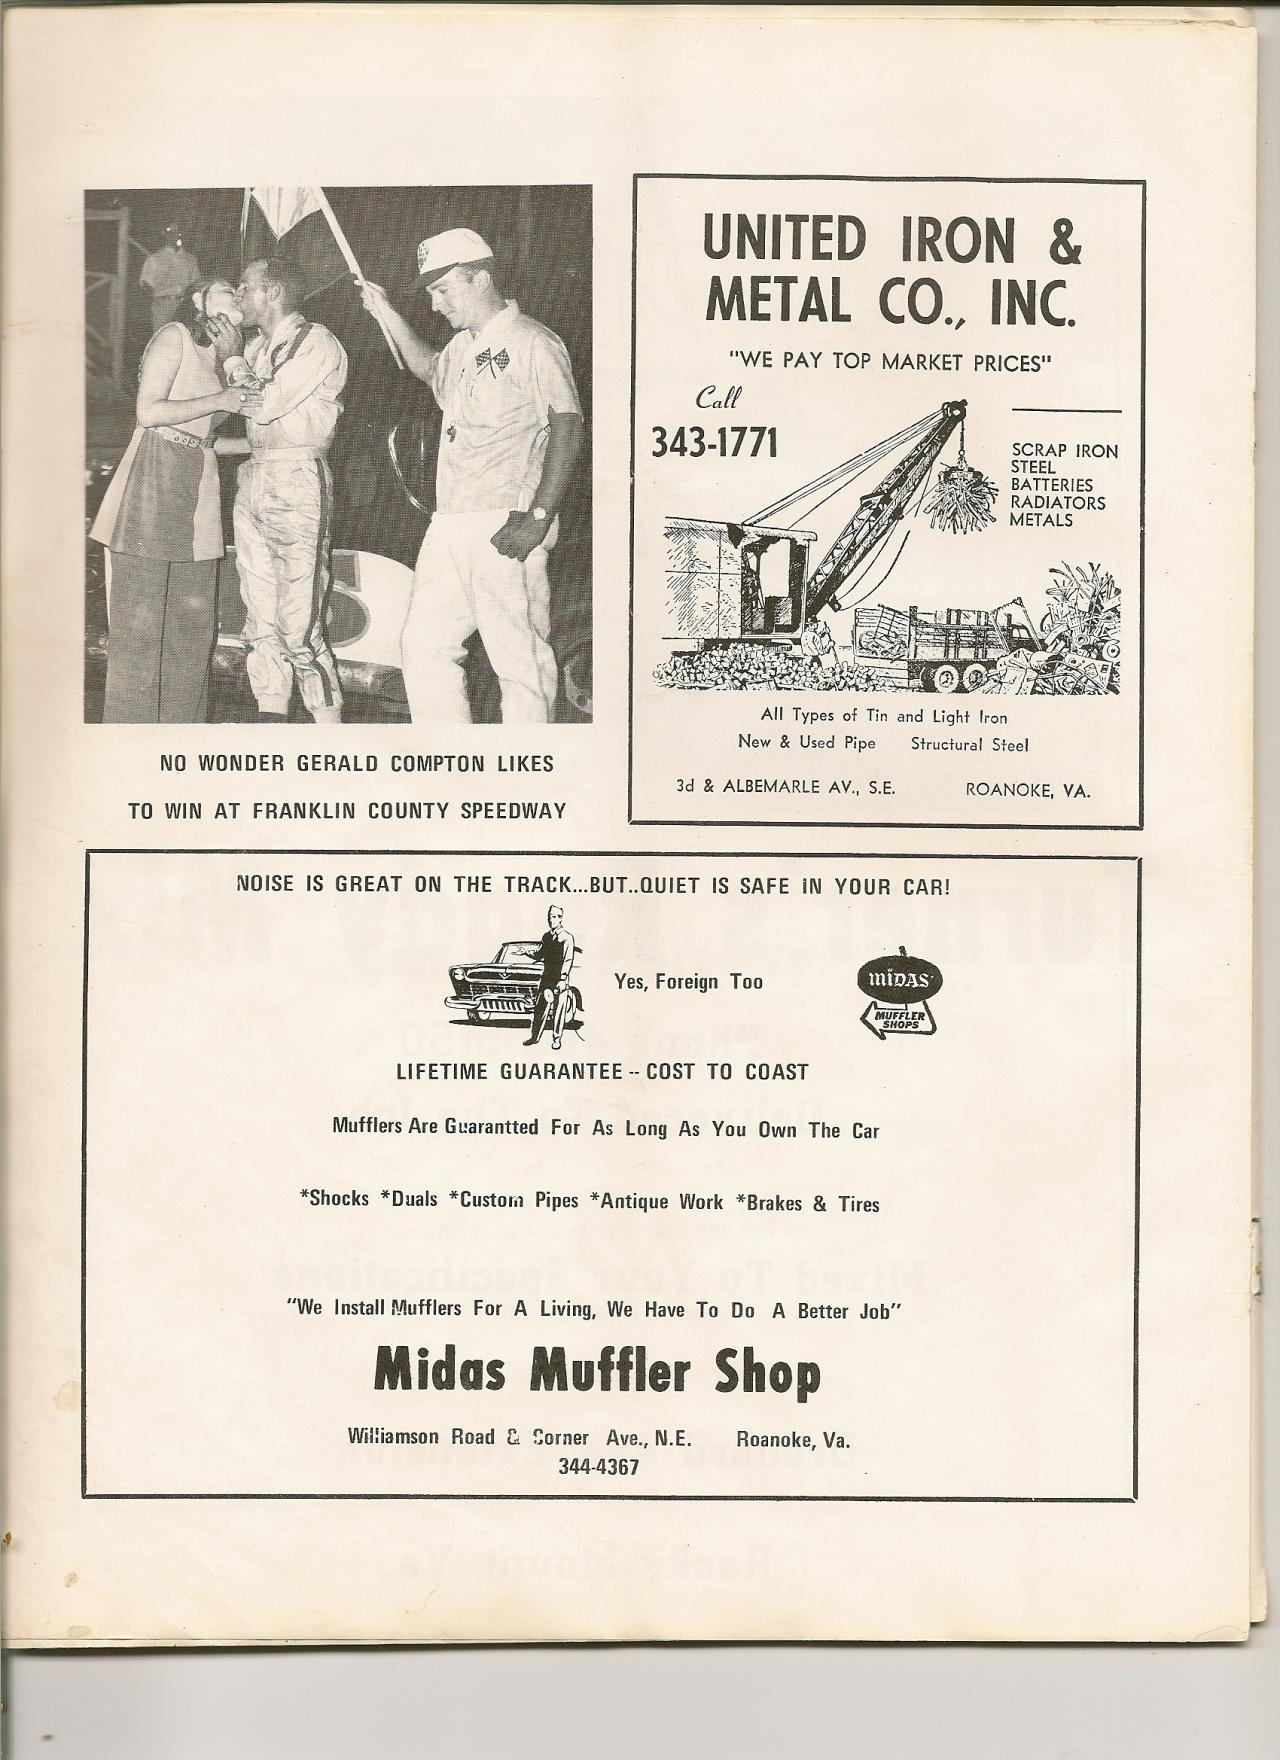 NO WONDER GERALD COMPTON LIKES
TO WIN AT FRANKLIN COUNTY SPEEDWAY
UNITED IRON &
METAL CO., INC.
"WE PAY TOP MARKET PRICES"
Call
343-1771
SCRAP IRON
STEEL
BATTERIES
RADIATORS
METALS
All Types of Tin and Light Iron
New & Used Pipe Structural Steel
3d & ALBEMARLE AV., S.E. ROANOKE, VA.
NOISE IS GREAT ON THE TRACK...BUT..QUIET IS SAFE IN YOUR CAR!
Yes, Foreign Too
MIDAS
MUFFLER
SHOPS
LIFETIME GUARANTEE -- COST TO COAST
Mufflers Are Guarantted For As Long As You Own The Car
*Shocks *Duals *Custom Pipes *Antique Work *Brakes & Tires
"We Install Mufflers For A Living, We Have To Do A Better Job"
Midas Muffler Shop
Williamson Road & Corner Ave., N.E. Roanoke, Va.
344-4367